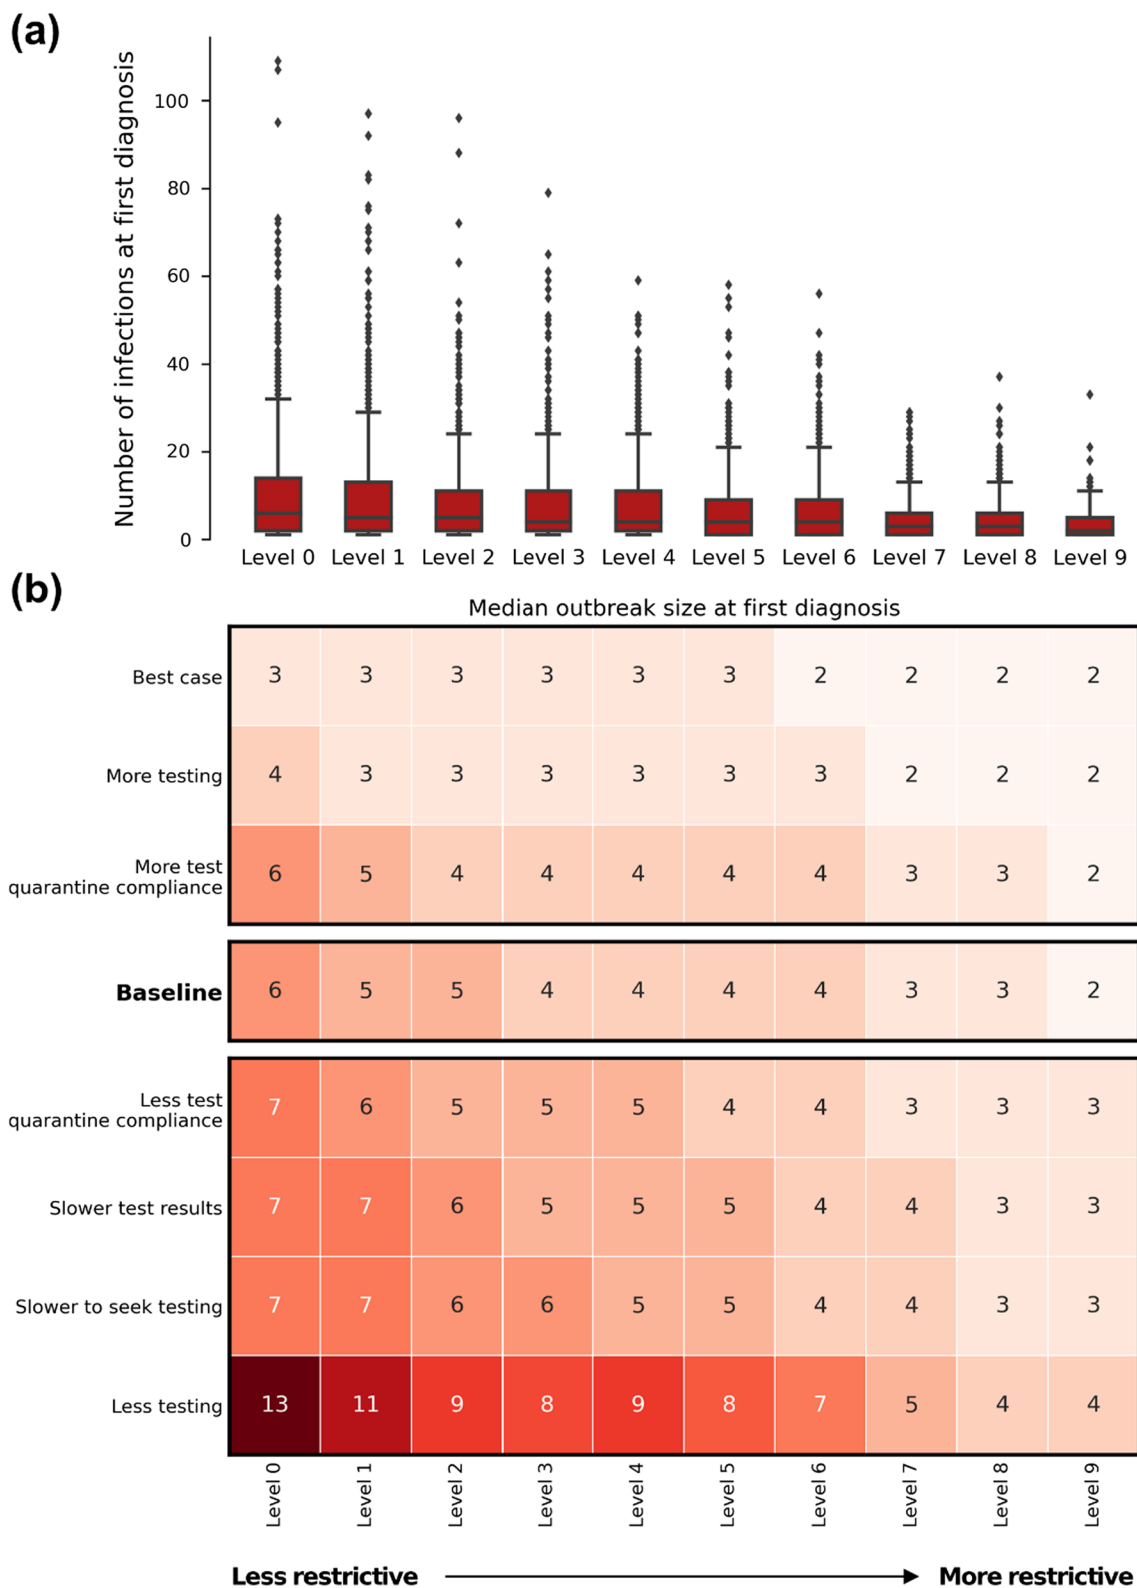 (a)
Number of infections at first diagnosis
100
80
60
40
20
0
Level 0 Level 1 Level 2 Level 3 Level 4 Level 5 Level 6 Level 7 Level 8 Level 9
(b)
Median outbreak size at first diagnosis
Best case 3 3 3 3 3 3 2 2 2 2
More testing 4 3 3 3 3 3 3 2 2 2
More test
quarantine compliance 6 5 4 4 4 4 4 3 3 2
Baseline 6 5 5 4 4 4 4 3 3 2
Less test
quarantine compliance 7 6 5 5 5 4 4 3 3 3
Slower test results 7 7 6 5 5 5 4 4 3 3
Slower to seek testing 7 7 6 6 5 5 4 4 3 3
Less testing 13 11 9 8 9 8 7 5 4 4
Level 0 Level 1 Level 2 Level 3 Level 4 Level 5 Level 6 Level 7 Level 8 Level 9
Less restrictive More restrictive